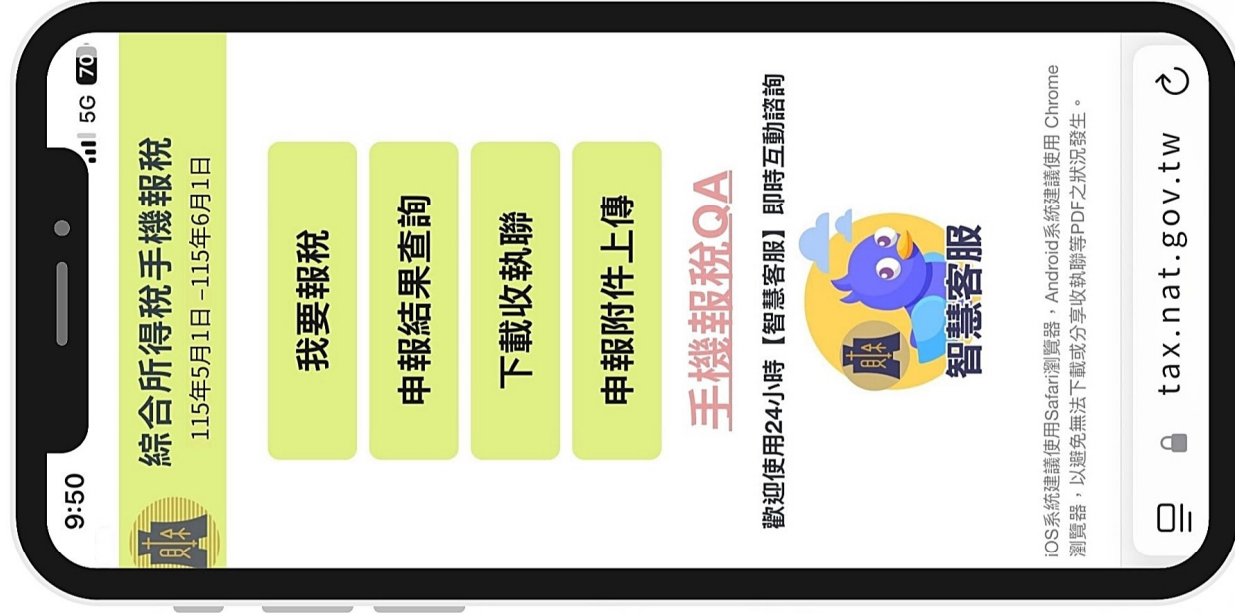 9:50
5G 70
綜合所得稅手機報稅
115年5月1日 -115年6月1日
我要報稅
申報結果查詢
下載收執聯
申報附件上傳
手機報稅QA
歡迎使用24小時【智慧客服】即時互動諮詢
智慧客服
iOS系統建議使用Safari瀏覽器，Android系統建議使用 Chrome
瀏覽器，以避免無法下載或分享收執聯等PDF之狀況發生。
tax.nat.gov.tw